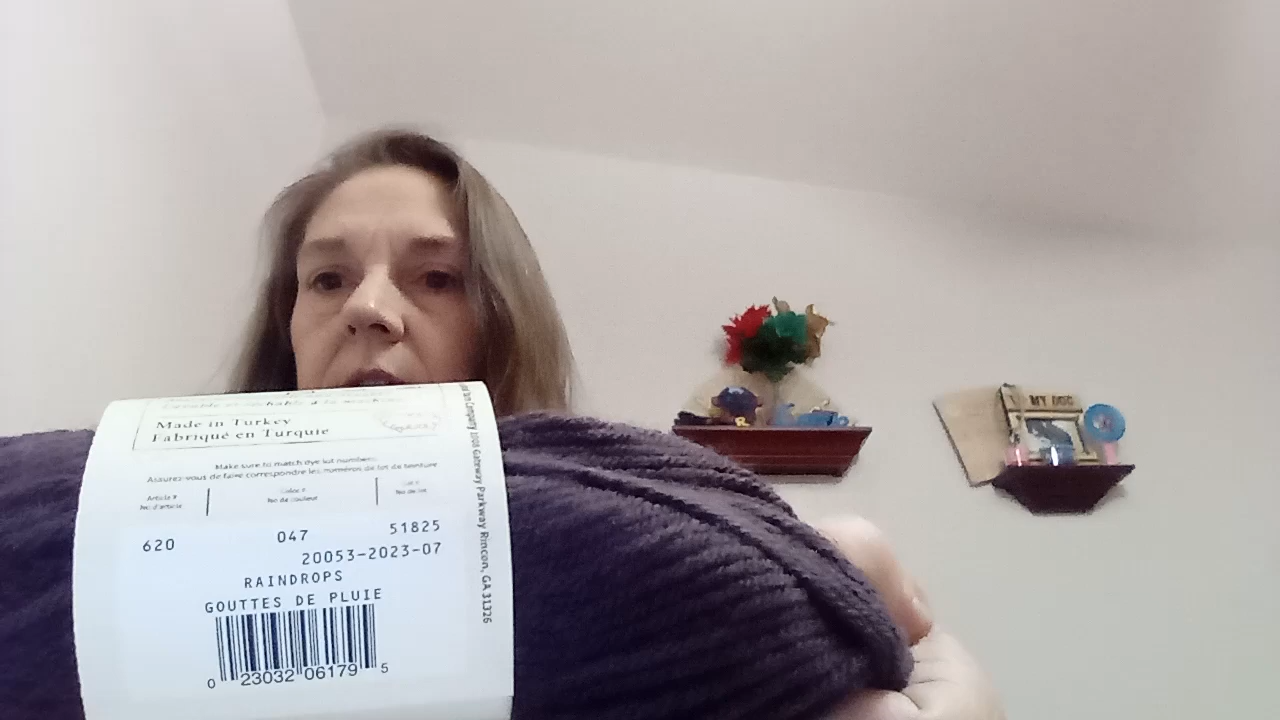 Made in Turkey
Fabriqué en Turquie
Make sure to match dye lot numbers.
Assurez-vous de faire correspondre les numéros de lot de teinture
Article # Color # Lot #
No d'article No de couleur No de lot
620 047 51825
20053-2023-07
RAINDROPS
GOUTTES DE PLUIE
0 23032 06179 5
Company 1008 Gateway Parkway Rincon, GA 31326
MY DOG
R